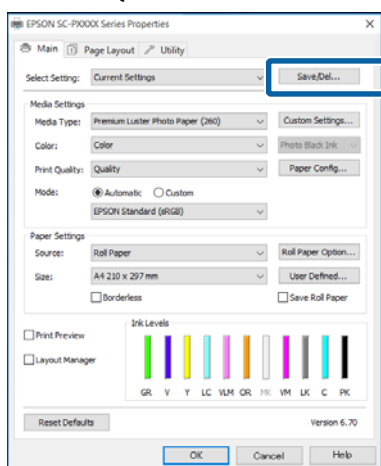 EPSON SC-PXXXX Series Properties
Main Page Layout Utility
Select Setting: Current Settings Save/Del...
Media Settings
Media Type: Premium Luster Photo Paper (260) Custom Settings...
Color: Color Photo Black Ink
Print Quality: Quality Paper Config...
Mode: Automatic Custom
EPSON Standard (sRGB)
Paper Settings
Source: Roll Paper Roll Paper Option...
Size: A4 210 x 297 mm User Defined...
Borderless Save Roll Paper
Ink Levels
Print Preview
Layout Manager
GR V Y LC VLM OR MK VM LK C PK
Reset Defaults Version 6.70
OK Cancel Help